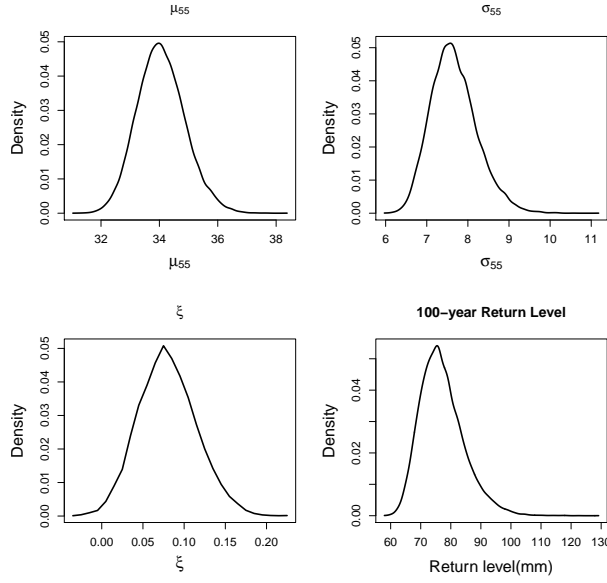 μ55
Density
0.00 0.01 0.02 0.03 0.04 0.05
32 34 36 38
μ55
σ55
Density
0.00 0.01 0.02 0.03 0.04 0.05
6 7 8 9 10 11
σ55
ξ
Density
0.00 0.01 0.02 0.03 0.04 0.05
0.00 0.05 0.10 0.15 0.20
ξ
100−year Return Level
Density
0.00 0.02 0.04
60 70 80 90 100 110 120 130
Return level(mm)